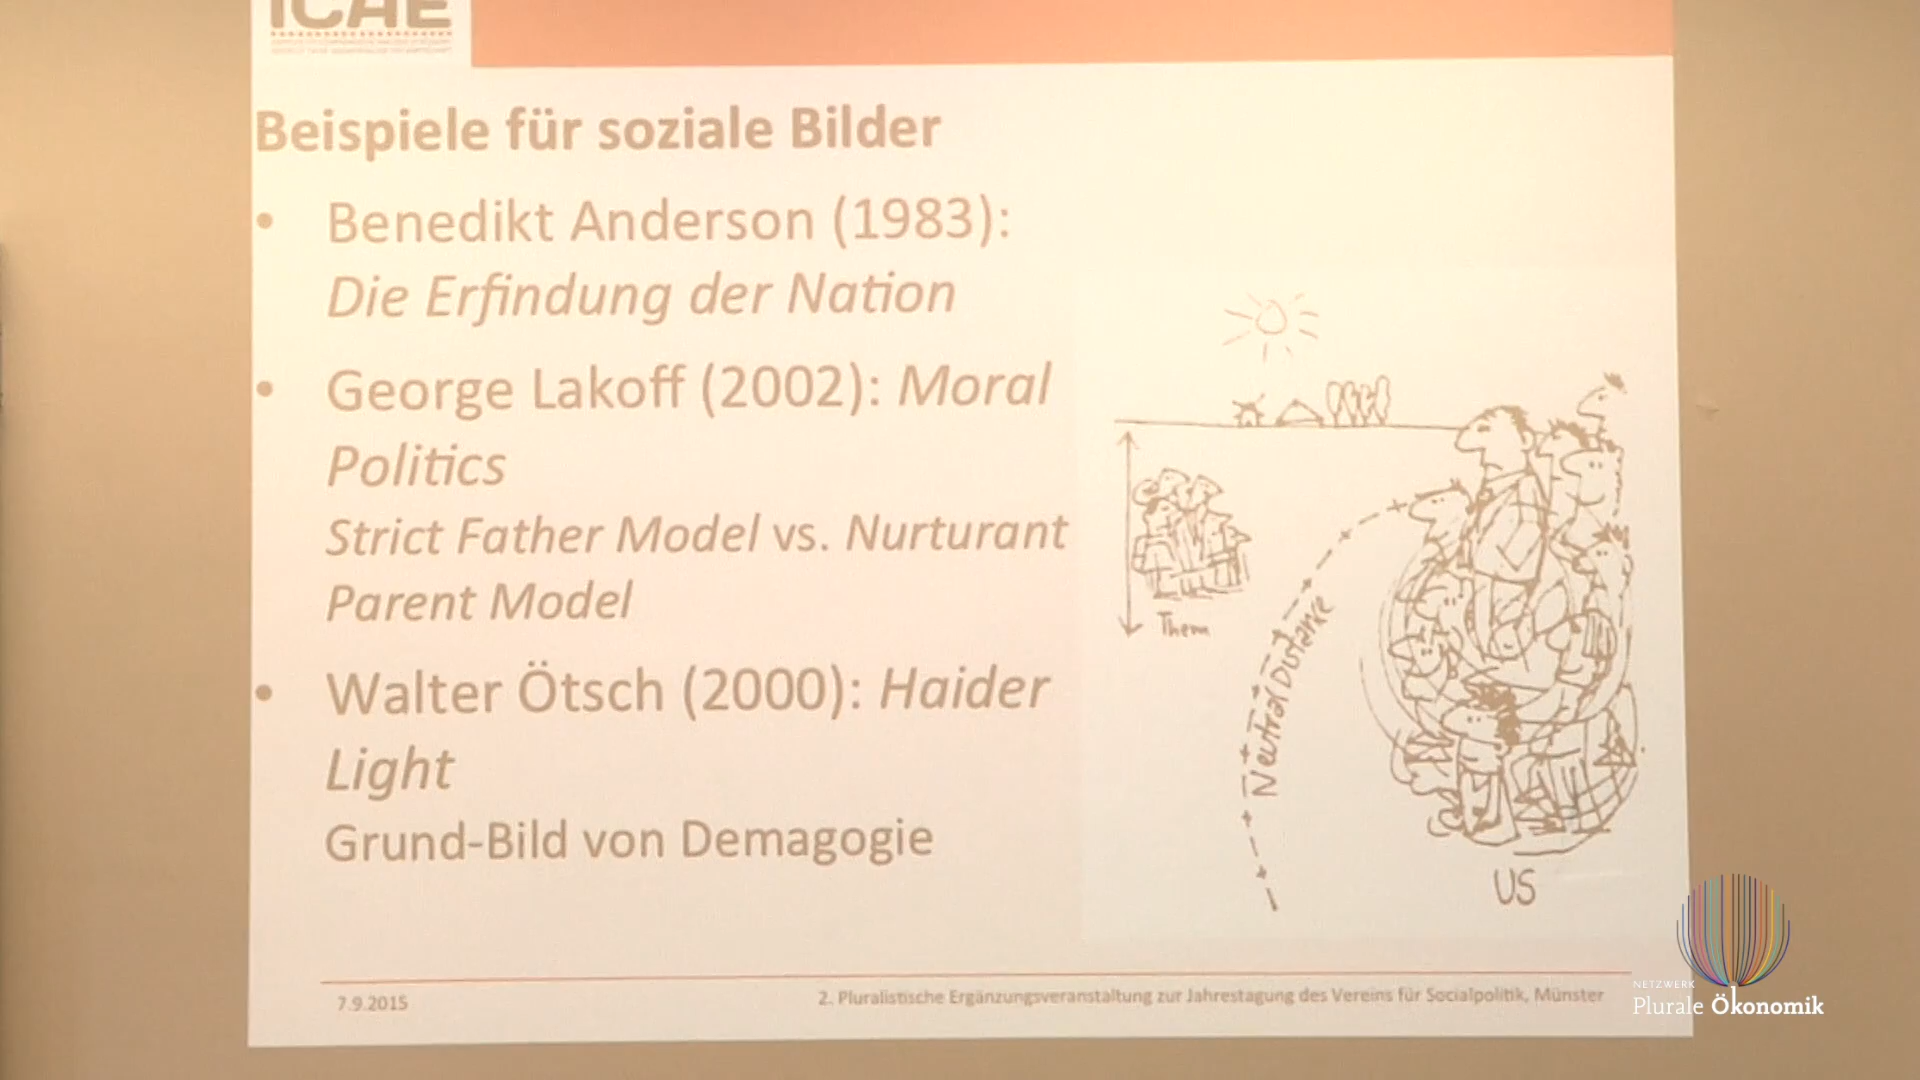 ICAE
Beispiele für soziale Bilder
• Benedikt Anderson (1983):
Die Erfindung der Nation
• George Lakoff (2002): Moral
Politics
Strict Father Model vs. Nurturant
Parent Model
• Walter Ötsch (2000): Haider
Light
Grund-Bild von Demagogie
Them
Neutral Distance
US
7.9.2015
2. Pluralistische Ergänzungsveranstaltung zur Jahrestagung des Vereins für Socialpolitik, Münster
NETZWERK
Plurale Ökonomik